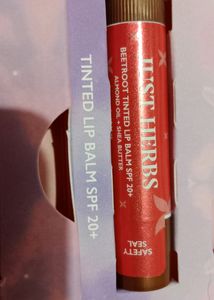 JUST HERBS
BEETROOT TINTED LIP BALM SPF 20+
ALMOND OIL + SHEA BUTTER
SAFETY
SEAL
TINTED LIP BALM SPF 20+